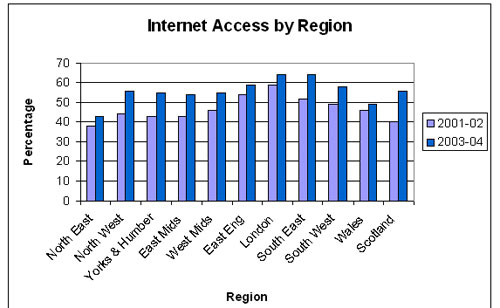 Internet Access by Region
Percentage
70
60
50
40
30
20
10
0
North East
North West
Yorks & Humber
East Mids
West Mids
East Eng
London
South East
South West
Wales
Scotland
Region
2001-02
2003-04